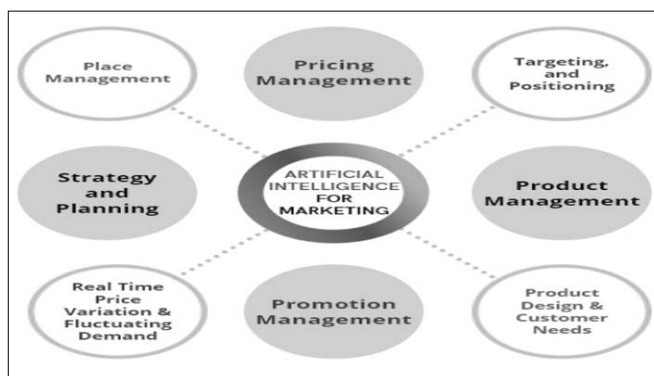 Place
Management
Pricing
Management
Targeting,
and
Positioning
Strategy
and
Planning
ARTIFICIAL
INTELLIGENCE
FOR
MARKETING
Product
Management
Real Time
Price
Variation &
Fluctuating
Demand
Promotion
Management
Product
Design &
Customer
Needs